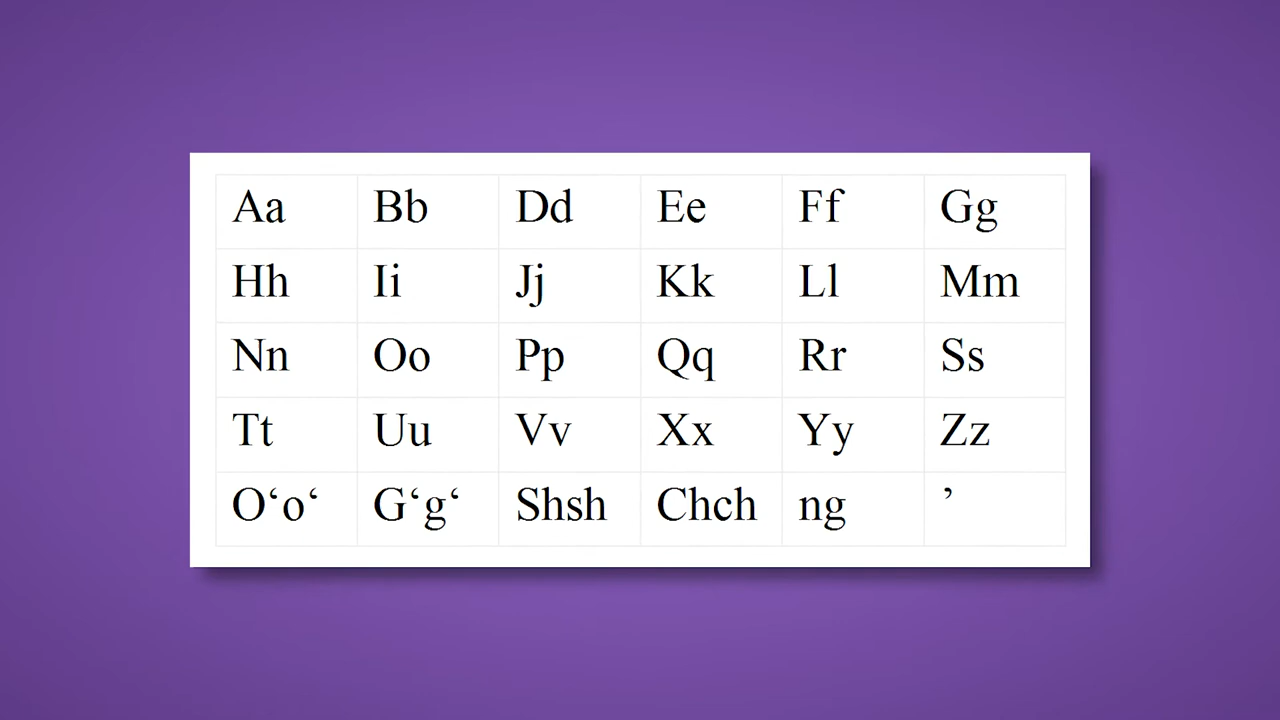 Aa Bb Dd Ee Ff Gg
Hh Ii Jj Kk Ll Mm
Nn Oo Pp Qq Rr Ss
Tt Uu Vv Xx Yy Zz
O‘o‘ G‘g‘ Shsh Chch ng ’